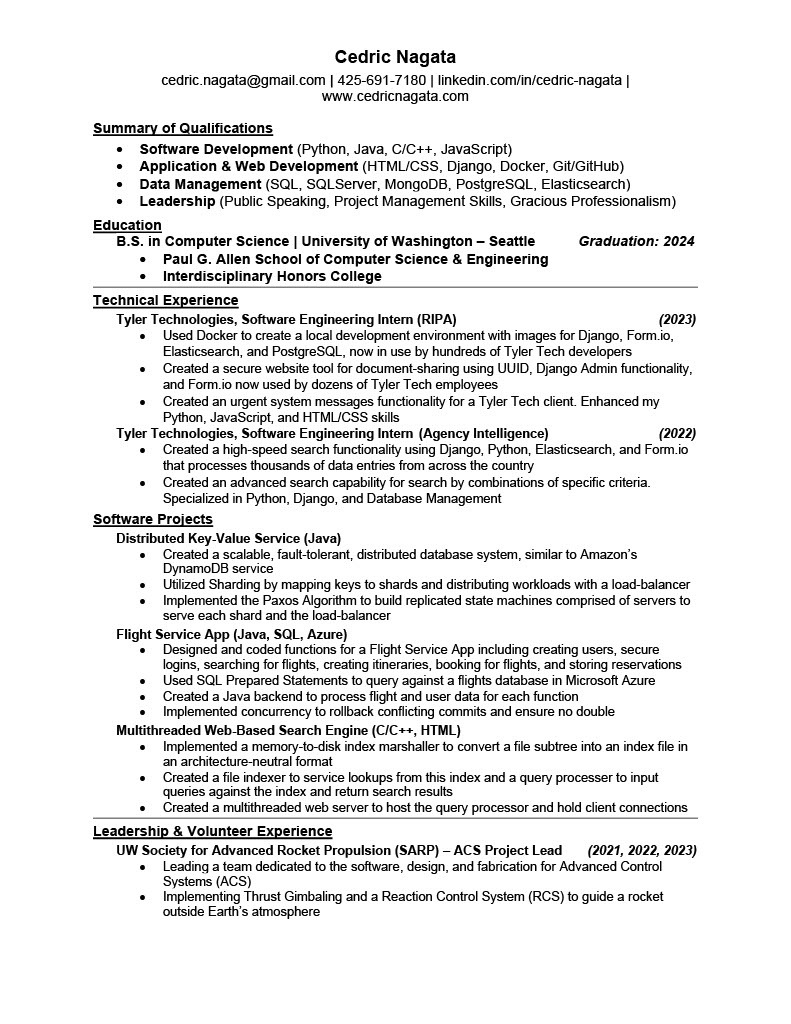 Cedric Nagata
cedric.nagata@gmail.com | 425-691-7180 | linkedin.com/in/cedric-nagata |
www.cedricnagata.com
Summary of Qualifications
• Software Development (Python, Java, C/C++, JavaScript)
• Application & Web Development (HTML/CSS, Django, Docker, Git/GitHub)
• Data Management (SQL, SQLServer, MongoDB, PostgreSQL, Elasticsearch)
• Leadership (Public Speaking, Project Management Skills, Gracious Professionalism)
Education
B.S. in Computer Science | University of Washington – Seattle Graduation: 2024
• Paul G. Allen School of Computer Science & Engineering
• Interdisciplinary Honors College
Technical Experience
Tyler Technologies, Software Engineering Intern (RIPA) (2023)
• Used Docker to create a local development environment with images for Django, Form.io,
Elasticsearch, and PostgreSQL, now in use by hundreds of Tyler Tech developers
• Created a secure website tool for document-sharing using UUID, Django Admin functionality,
and Form.io now used by dozens of Tyler Tech employees
• Created an urgent system messages functionality for a Tyler Tech client. Enhanced my
Python, JavaScript, and HTML/CSS skills
Tyler Technologies, Software Engineering Intern (Agency Intelligence) (2022)
• Created a high-speed search functionality using Django, Python, Elasticsearch, and Form.io
that processes thousands of data entries from across the country
• Created an advanced search capability for search by combinations of specific criteria.
Specialized in Python, Django, and Database Management
Software Projects
Distributed Key-Value Service (Java)
• Created a scalable, fault-tolerant, distributed database system, similar to Amazon’s
DynamoDB service
• Utilized Sharding by mapping keys to shards and distributing workloads with a load-balancer
• Implemented the Paxos Algorithm to build replicated state machines comprised of servers to
serve each shard and the load-balancer
Flight Service App (Java, SQL, Azure)
• Designed and coded functions for a Flight Service App including creating users, secure
logins, searching for flights, creating itineraries, booking for flights, and storing reservations
• Used SQL Prepared Statements to query against a flights database in Microsoft Azure
• Created a Java backend to process flight and user data for each function
• Implemented concurrency to rollback conflicting commits and ensure no double
Multithreaded Web-Based Search Engine (C/C++, HTML)
• Implemented a memory-to-disk index marshaller to convert a file subtree into an index file in
an architecture-neutral format
• Created a file indexer to service lookups from this index and a query processer to input
queries against the index and return search results
• Created a multithreaded web server to host the query processor and hold client connections
Leadership & Volunteer Experience
UW Society for Advanced Rocket Propulsion (SARP) – ACS Project Lead (2021, 2022, 2023)
• Leading a team dedicated to the software, design, and fabrication for Advanced Control
Systems (ACS)
• Implementing Thrust Gimbaling and a Reaction Control System (RCS) to guide a rocket
outside Earth’s atmosphere